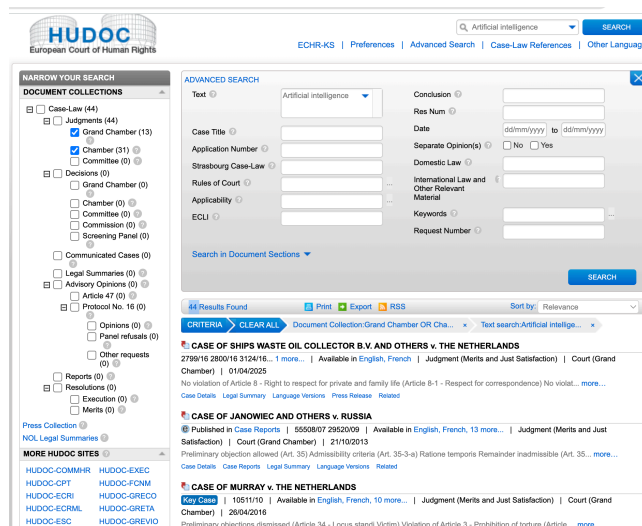 HUDOC
European Court of Human Rights
Artificial intelligence
SEARCH
ECHR-KS | Preferences | Advanced Search | Case-Law References | Other Languag
NARROW YOUR SEARCH
DOCUMENT COLLECTIONS
Case-Law (44)
Judgments (44)
Grand Chamber (13)
Chamber (31)
Committee (0)
Decisions (0)
Grand Chamber (0)
Chamber (0)
Committee (0)
Commission (0)
Screening Panel (0)
Communicated Cases (0)
Legal Summaries (0)
Advisory Opinions (0)
Article 47 (0)
Protocol No. 16 (0)
Opinions (0)
Panel refusals (0)
Other requests
(0)
Reports (0)
Resolutions (0)
Execution (0)
Merits (0)
Press Collection
NOL Legal Summaries
MORE HUDOC SITES
HUDOC-COMMHR HUDOC-EXEC
HUDOC-CPT HUDOC-FCNM
HUDOC-ECRI HUDOC-GRECO
HUDOC-ECRML HUDOC-GRETA
HUDOC-ESC HUDOC-GREVIO
ADVANCED SEARCH
Text Artificial intelligence
Case Title
Application Number
Strasbourg Case-Law
Rules of Court ...
Applicability ...
ECLI
Search in Document Sections
Conclusion
Res Num
Date dd/mm/yyyy to dd/mm/yyyy
Separate Opinion(s) No Yes
Domestic Law
International Law and
Other Relevant
Material
Keywords ...
Request Number
SEARCH
44 Results Found Print Export RSS Sort by: Relevance
CRITERIA CLEAR ALL Document Collection:Grand Chamber OR Cha... × Text search:Artificial intellige... ×
CASE OF SHIPS WASTE OIL COLLECTOR B.V. AND OTHERS v. THE NETHERLANDS
2799/16 2800/16 3124/16... 1 more... | Available in English, French | Judgment (Merits and Just Satisfaction) | Court (Grand
Chamber) | 01/04/2025
No violation of Article 8 - Right to respect for private and family life (Article 8-1 - Respect for correspondence) No violat... more…
Case Details Legal Summary Language Versions Press Release Related
CASE OF JANOWIEC AND OTHERS v. RUSSIA
Published in Case Reports | 55508/07 29520/09 | Available in English, French, 13 more... | Judgment (Merits and Just
Satisfaction) | Court (Grand Chamber) | 21/10/2013
Preliminary objection allowed (Art. 35) Admissibility criteria (Art. 35-3-a) Ratione temporis Remainder inadmissible (Art. 35... more…
Case Details Case Reports Legal Summary Language Versions Related
CASE OF MURRAY v. THE NETHERLANDS
Key Case | 10511/10 | Available in English, French, 10 more... | Judgment (Merits and Just Satisfaction) | Court (Grand
Chamber) | 26/04/2016
Preliminary objections dismissed (Article 34 - Locus standi Victim) Violation of Article 3 - Prohibition of torture (Article... more